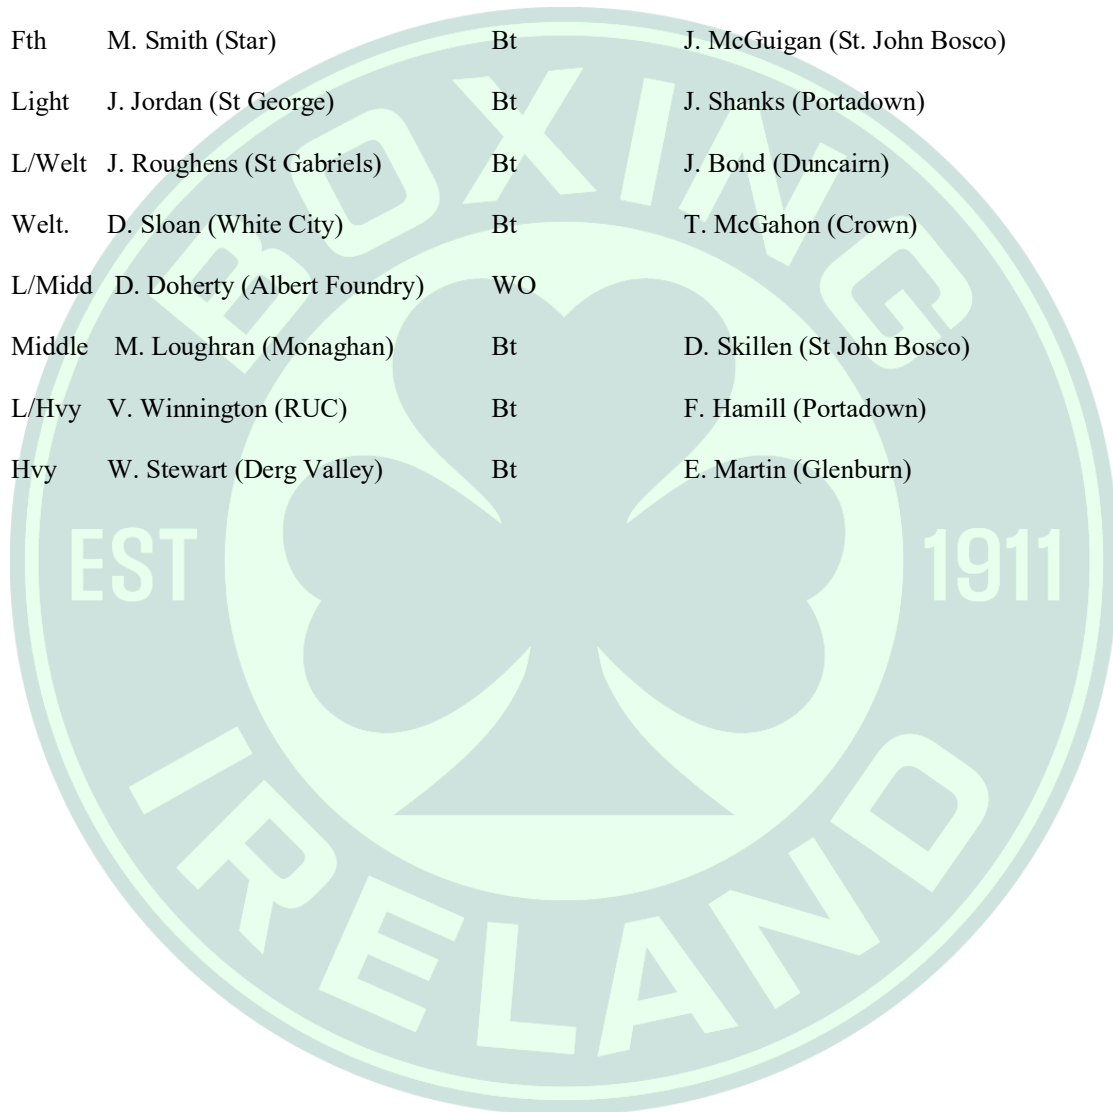 Fth M. Smith (Star) Bt J. McGuigan (St. John Bosco)
Light J. Jordan (St George) Bt J. Shanks (Portadown)
L/Welt J. Roughens (St Gabriels) Bt J. Bond (Duncairn)
Welt. D. Sloan (White City) Bt T. McGahon (Crown)
L/Midd D. Doherty (Albert Foundry) WO
Middle M. Loughran (Monaghan) Bt D. Skillen (St John Bosco)
L/Hvy V. Winnington (RUC) Bt F. Hamill (Portadown)
Hvy W. Stewart (Derg Valley) Bt E. Martin (Glenburn)
BOXING
EST 1911
IRELAND